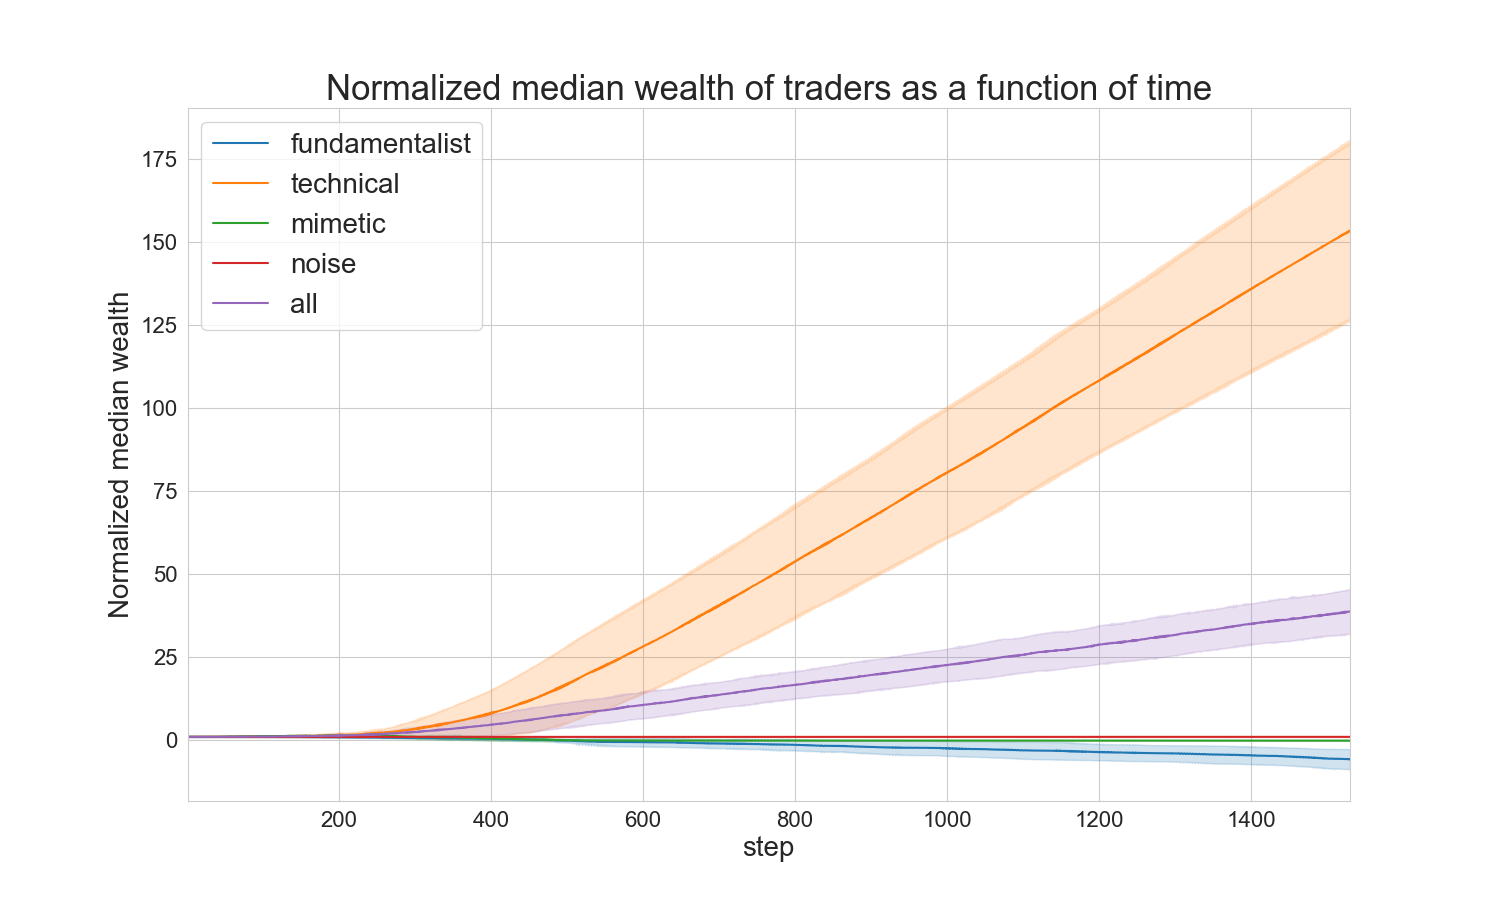 Normalized median wealth of traders as a function of time
fundamentalist
technical
mimetic
noise
all
Normalized median wealth
175
150
125
100
75
50
25
0
200 400 600 800 1000 1200 1400
step